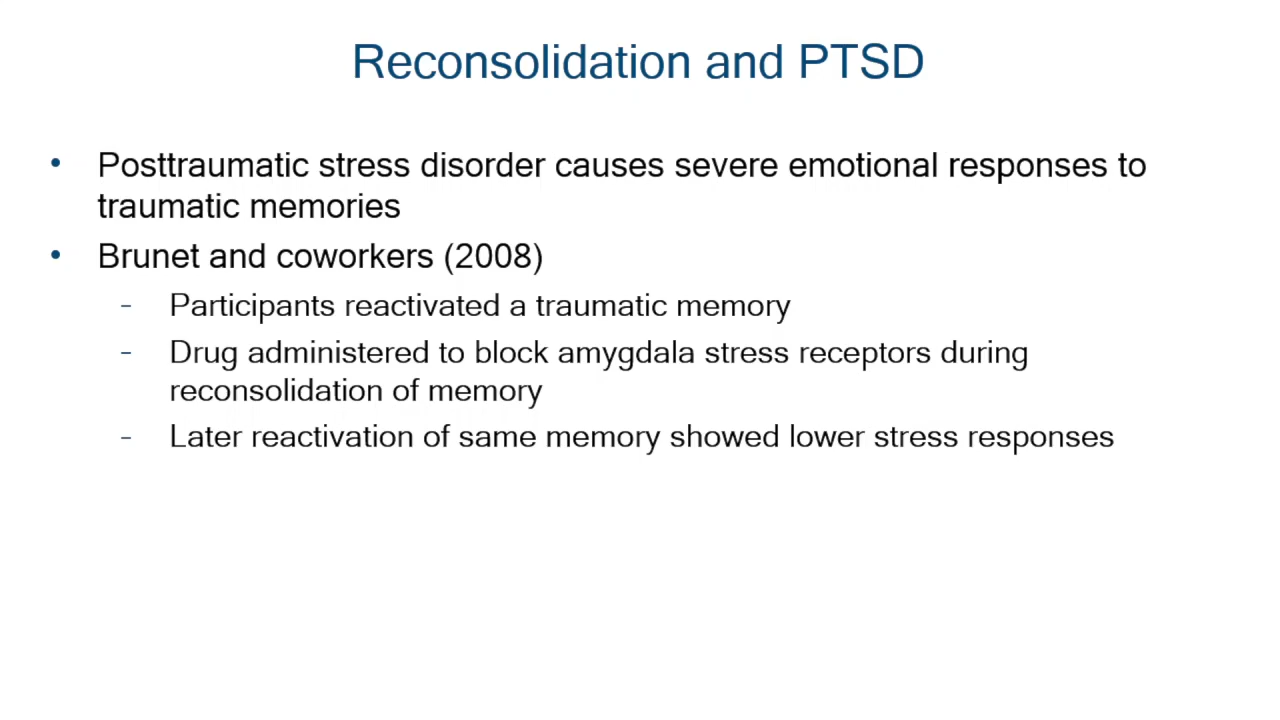 Reconsolidation and PTSD
• Posttraumatic stress disorder causes severe emotional responses to
traumatic memories
• Brunet and coworkers (2008)
– Participants reactivated a traumatic memory
– Drug administered to block amygdala stress receptors during
reconsolidation of memory
– Later reactivation of same memory showed lower stress responses